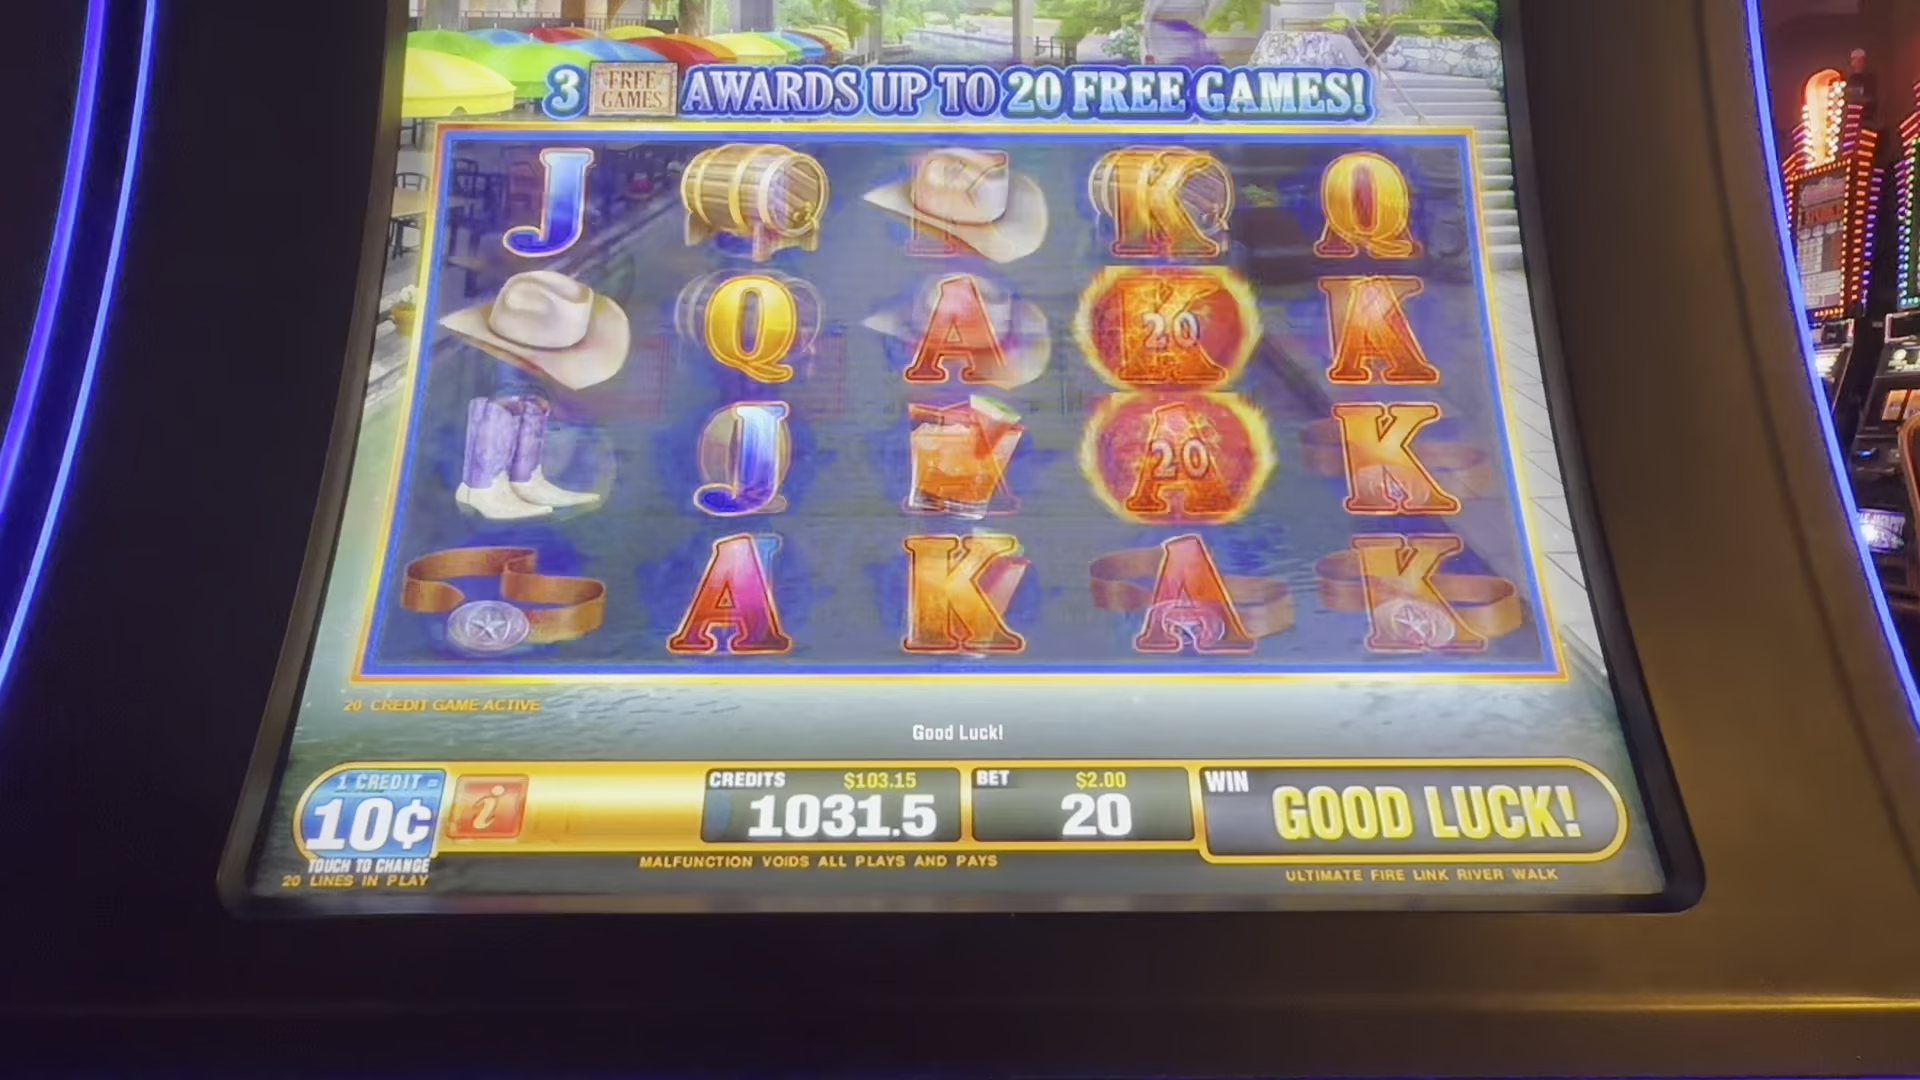 3 FREE GAMES AWARDS UP TO 20 FREE GAMES!
J K K Q
Q A K 20 K
J A 20 K
A K A K
20 CREDIT GAME ACTIVE
Good Luck!
1 CREDIT =
10¢
TOUCH TO CHANGE
20 LINES IN PLAY
i
CREDITS $103.15
1031.5
BET $2.00
20
WIN GOOD LUCK!
MALFUNCTION VOIDS ALL PLAYS AND PAYS
ULTIMATE FIRE LINK RIVER WALK